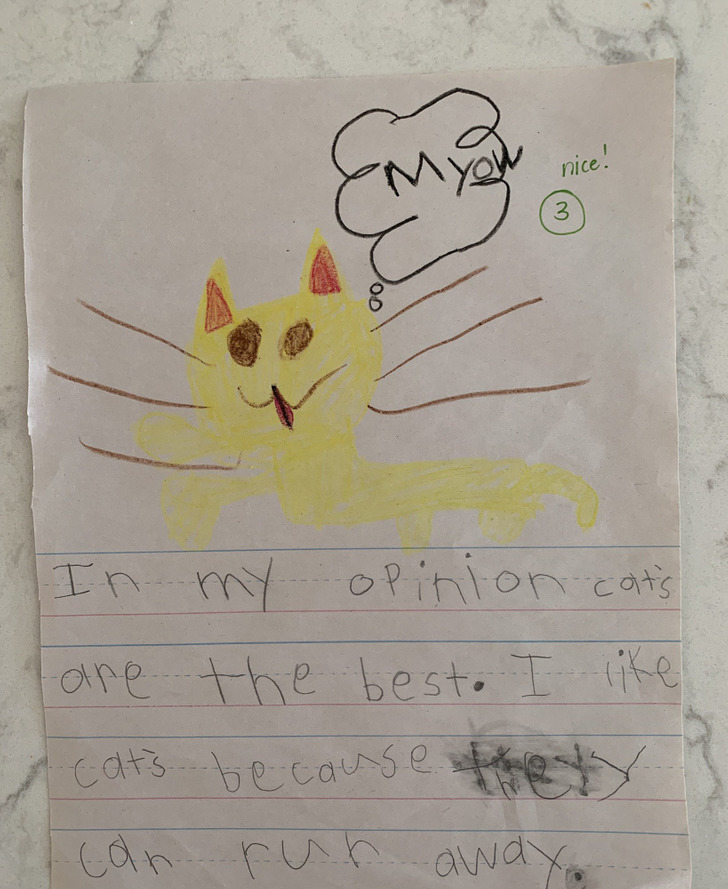 Myow
nice!
3
In my opinion cat's
are the best. I like
cat's because they
can run away.